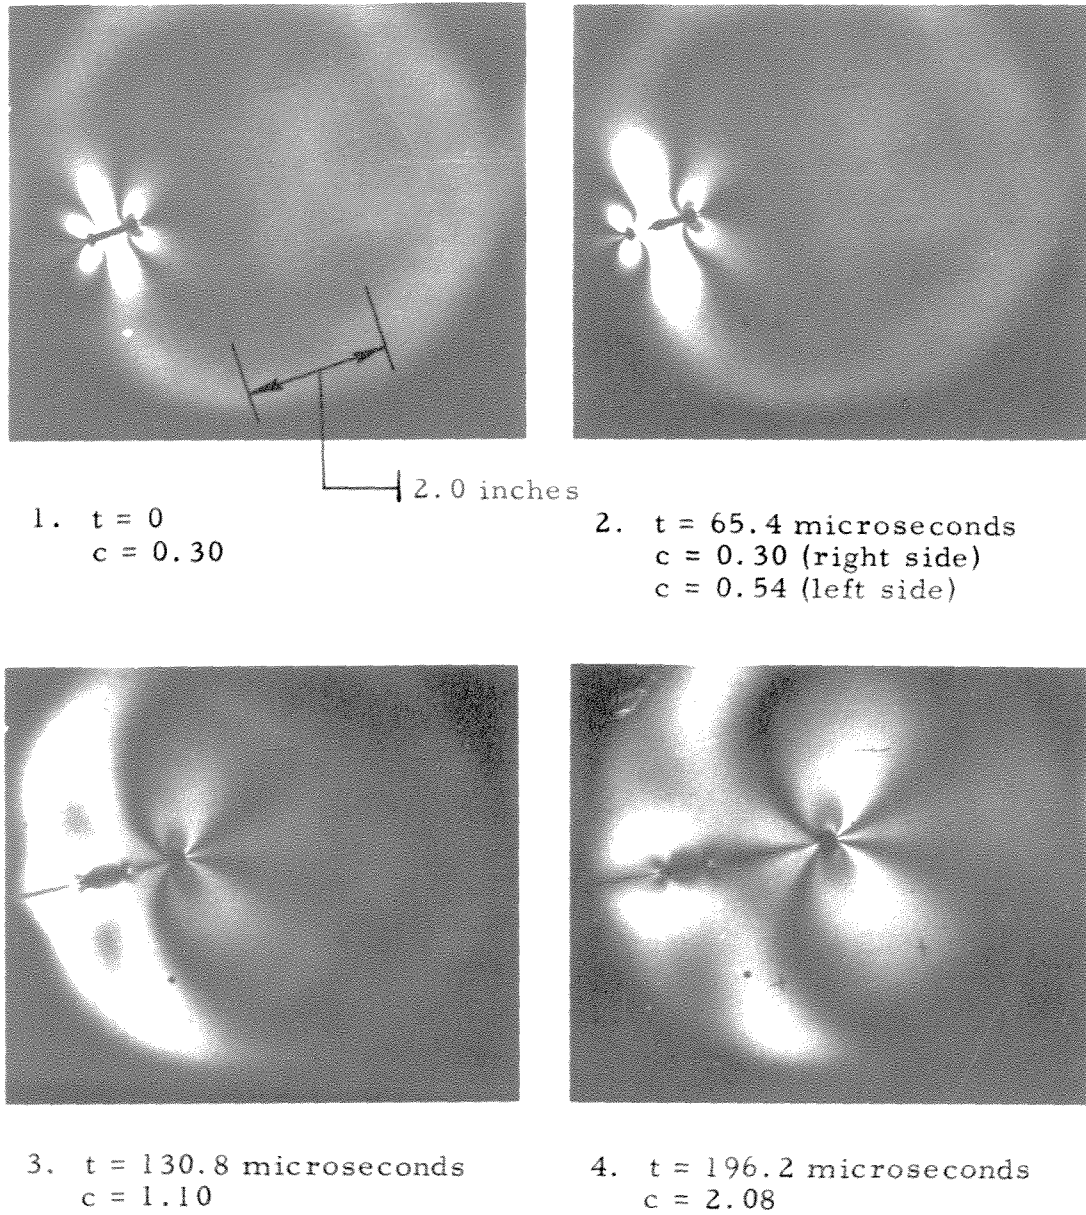 2.0 inches
1. t = 0
c = 0.30
2. t = 65.4 microseconds
c = 0.30 (right side)
c = 0.54 (left side)
3. t = 130.8 microseconds
c = 1.10
4. t = 196.2 microseconds
c = 2.08